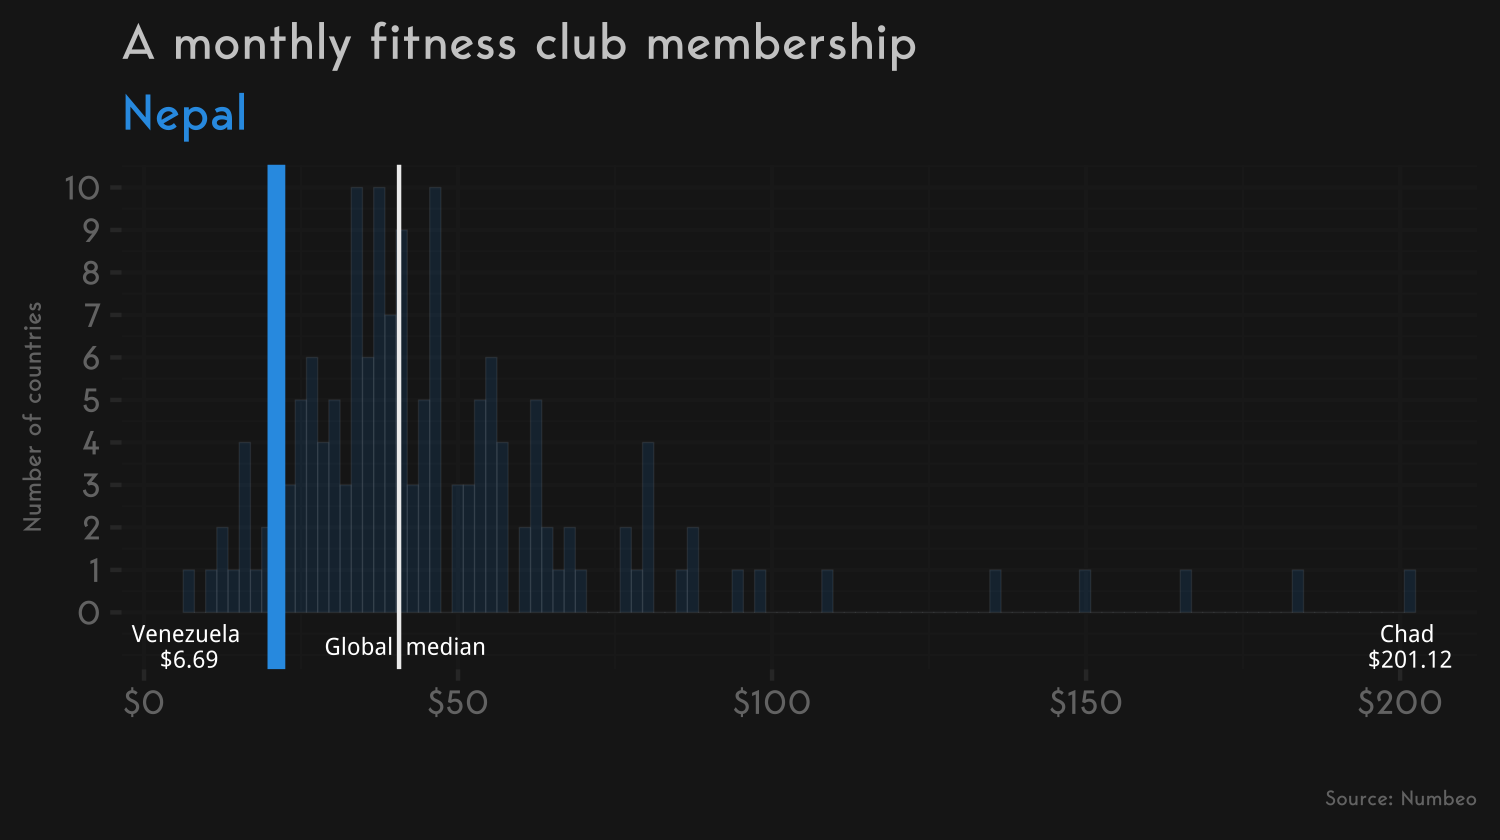 A monthly fitness club membership
Nepal
Number of countries
10
9
8
7
6
5
4
3
2
1
0
Venezuela
$6.69
Global median
Chad
$201.12
$0 $50 $100 $150 $200
Source: Numbeo